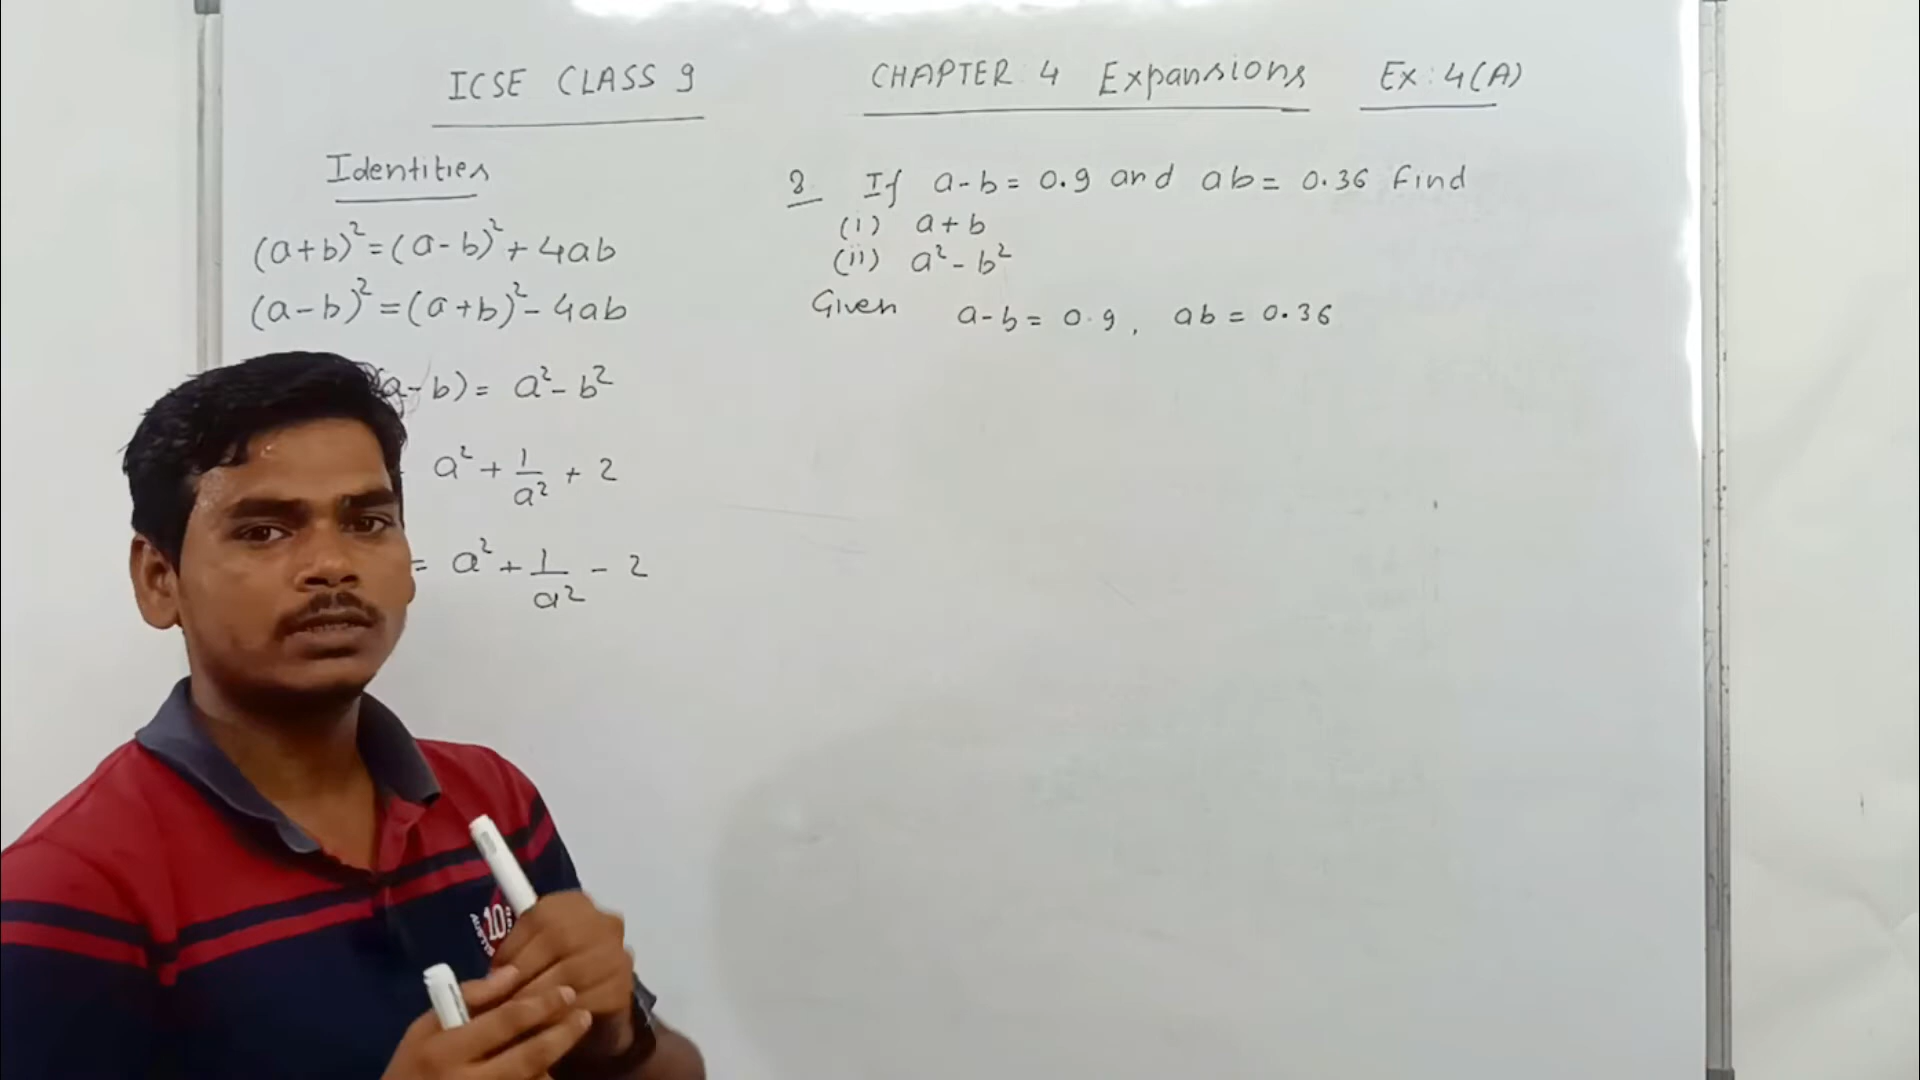 ICSE CLASS 9
CHAPTER : 4 Expansions Ex : 4(A)
Identities
(a+b)² = (a-b)² + 4ab
(a-b)² = (a+b)² - 4ab
(a-b) = a² - b²
a² + 1/a² + 2
= a² + 1/a² - 2
8. If a-b = 0.9 and ab = 0.36 Find
(i) a+b
(ii) a² - b²
Given a-b = 0.9, ab = 0.36
10